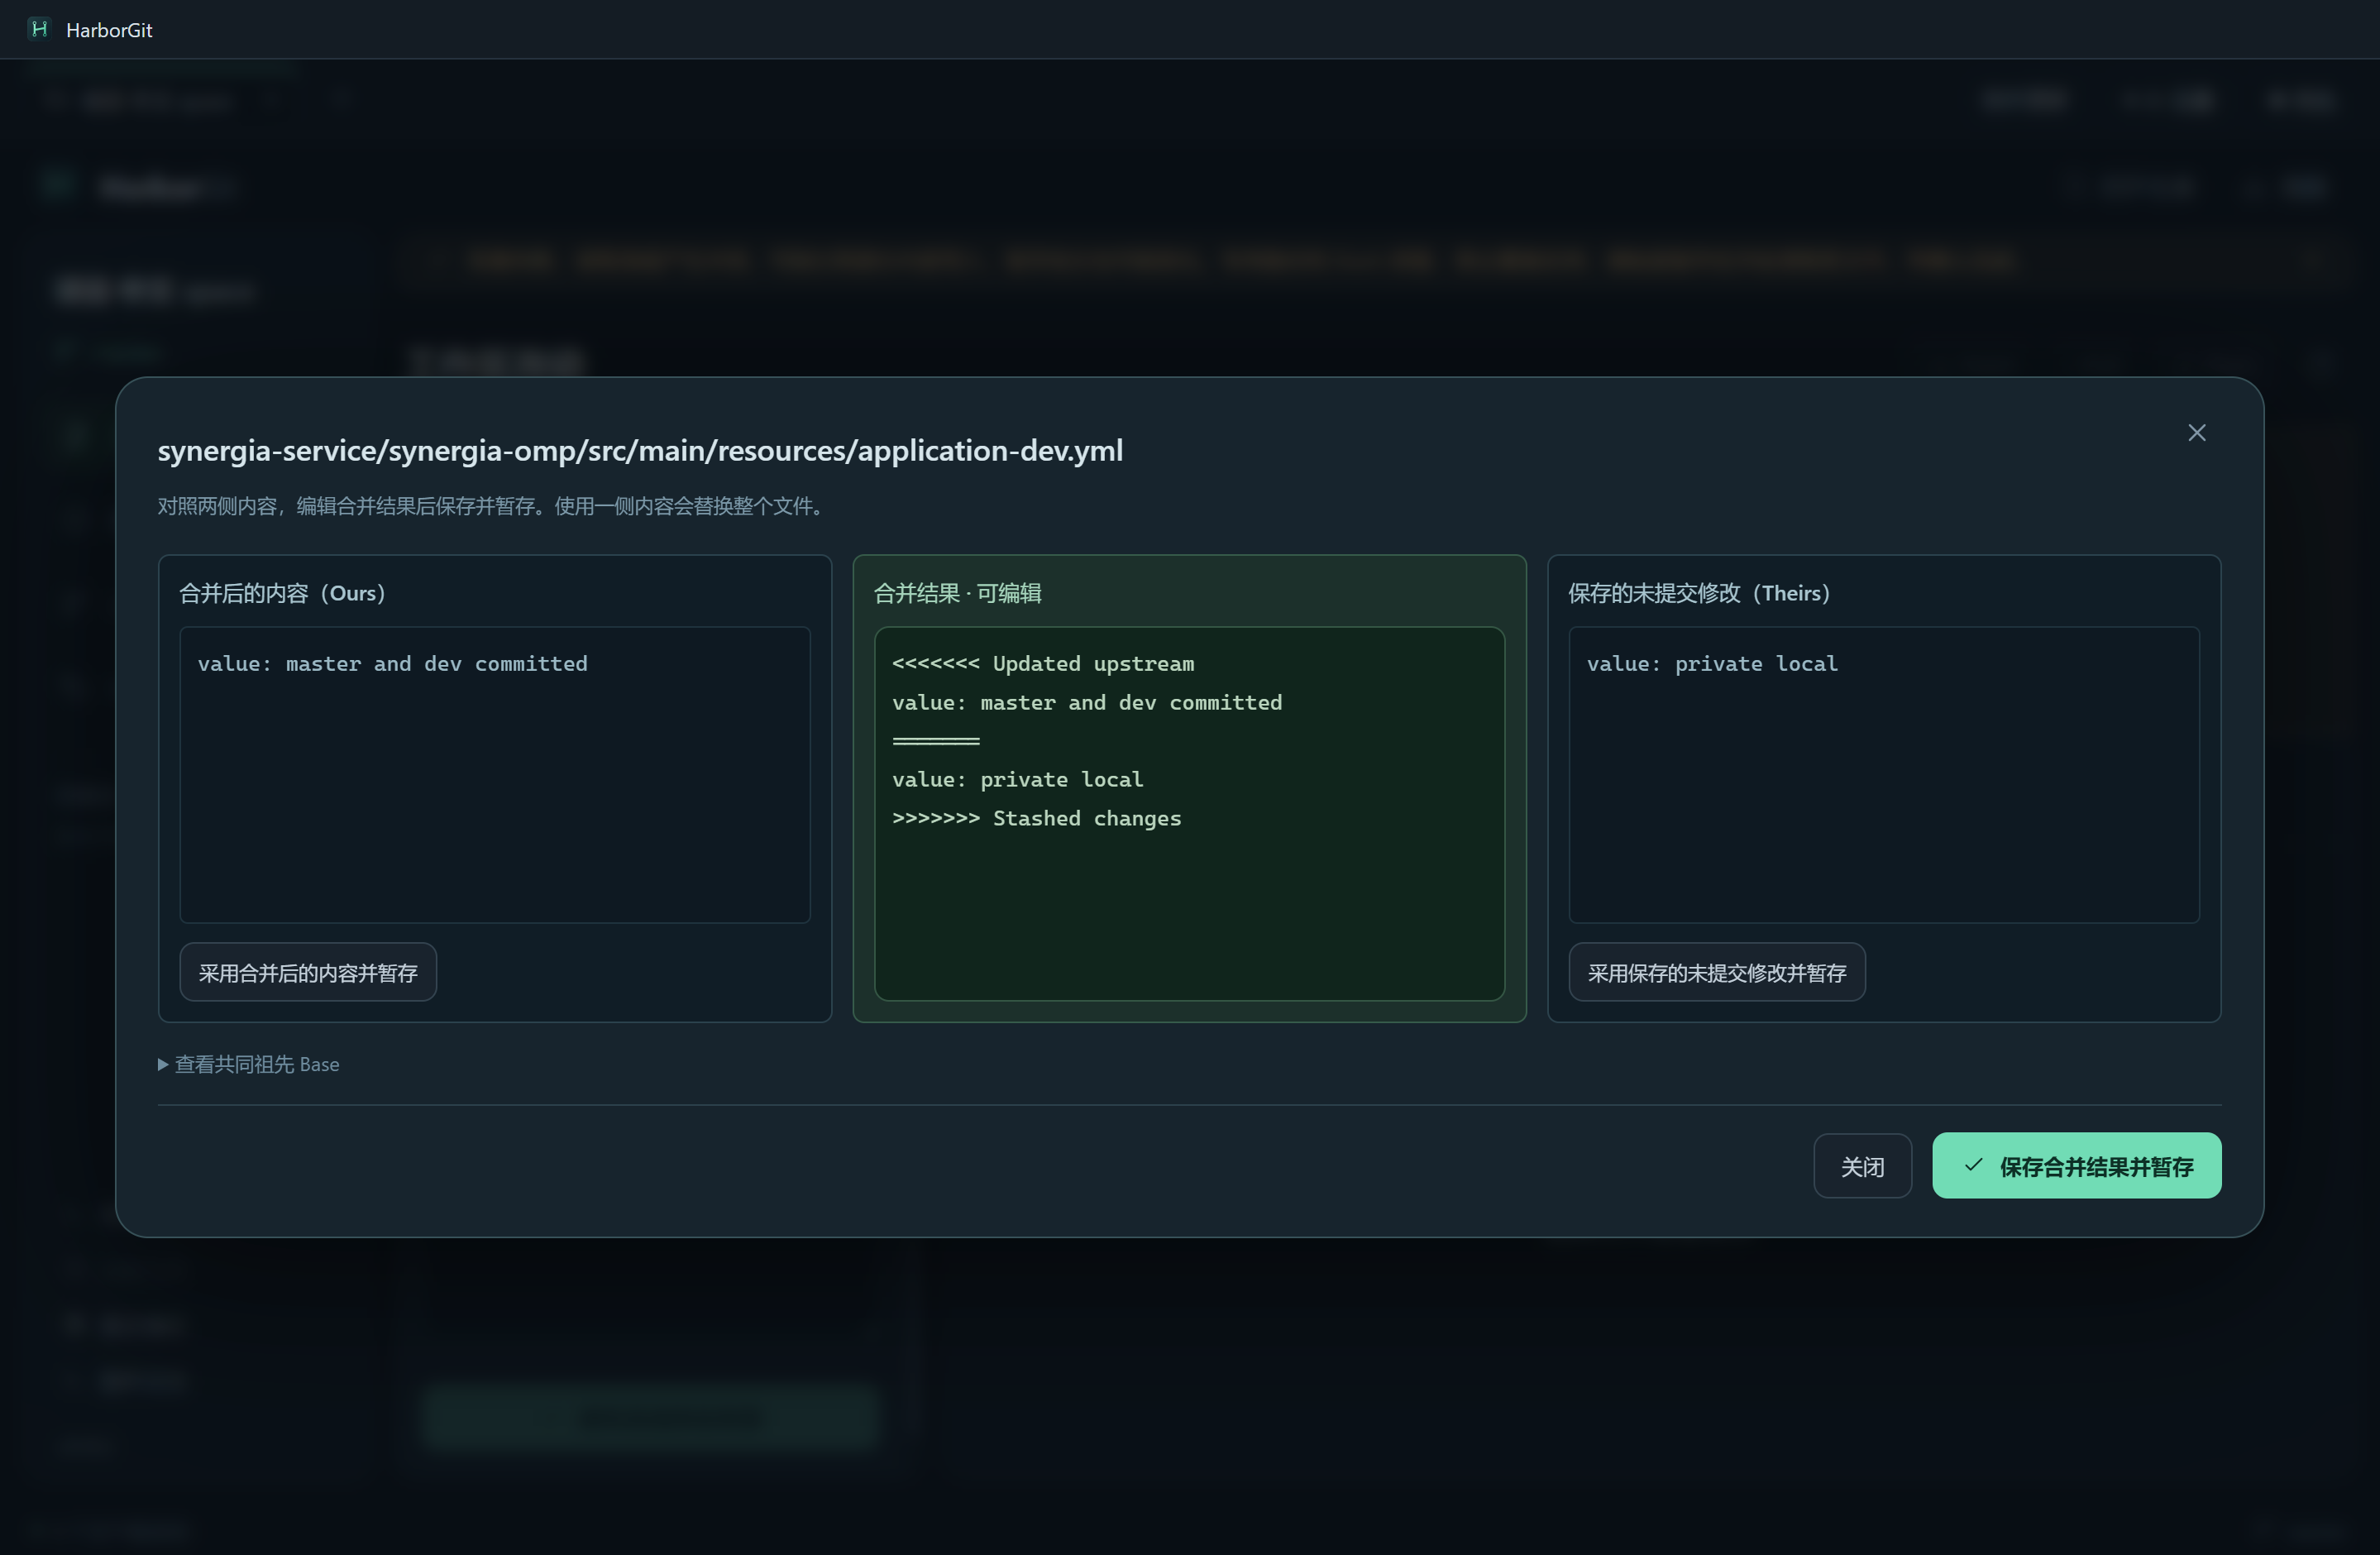 HarborGit
synergia-service/synergia-omp/src/main/resources/application-dev.yml
对照两侧内容，编辑合并结果后保存并暂存。使用一侧内容会替换整个文件。
合并后的内容（Ours）
value: master and dev committed
采用合并后的内容并暂存
合并结果 · 可编辑
<<<<<<< Updated upstream
value: master and dev committed
=======
value: private local
>>>>>>> Stashed changes
保存的未提交修改（Theirs）
value: private local
采用保存的未提交修改并暂存
查看共同祖先 Base
关闭
保存合并结果并暂存